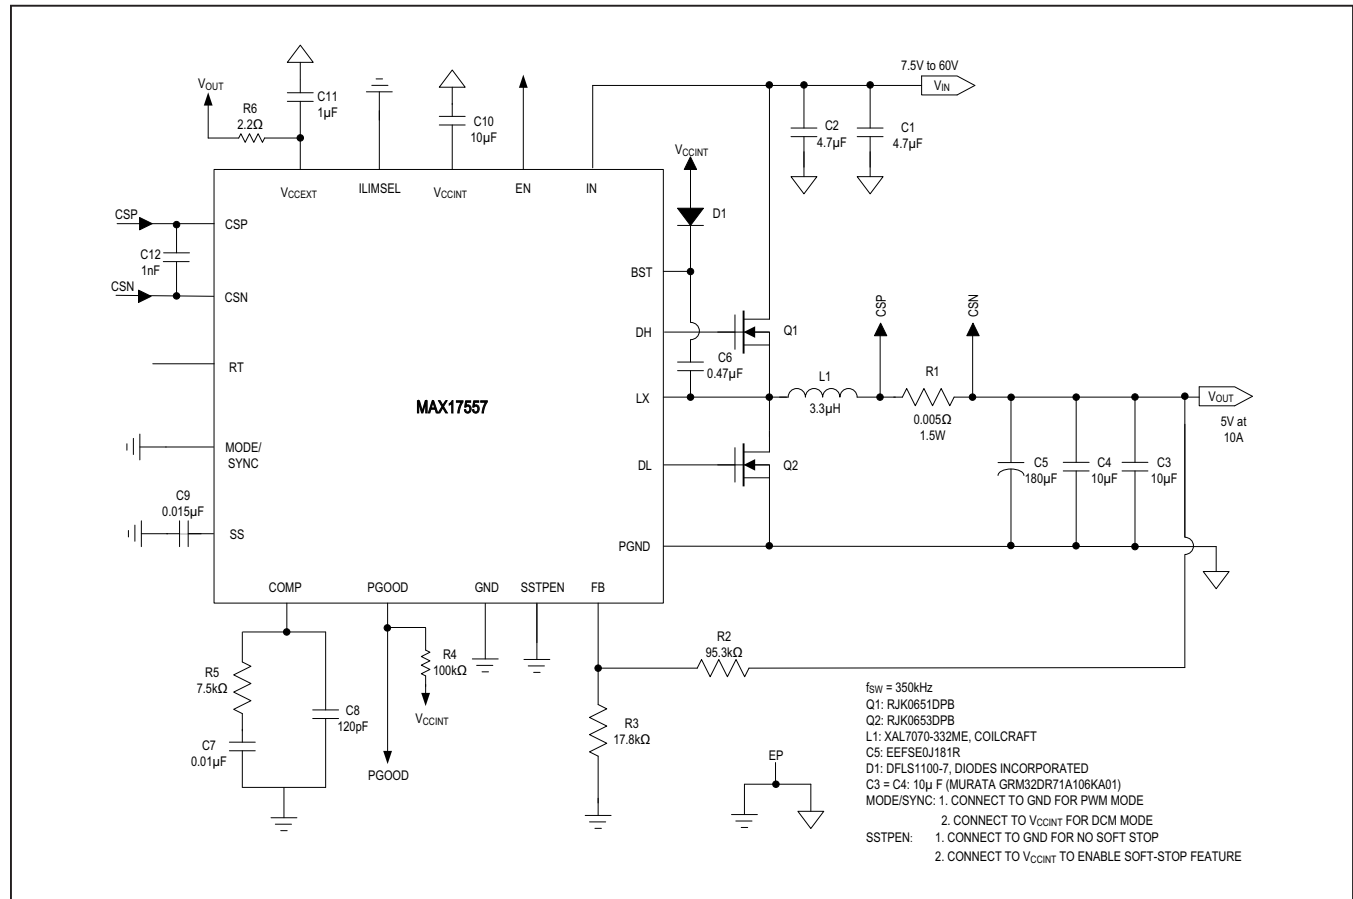 7.5V to 60V
VIN
VOUT
R6
2.2Ω
C11
1µF
C10
10µF
C2
4.7µF
C1
4.7µF
VCCINT
D1
VCCEXT
ILIMSEL
VCCINT
EN
IN
CSP
CSP
C12
1nF
CSN
CSN
BST
DH
Q1
C6
0.47µF
CSP
CSN
RT
L1
3.3µH
R1
0.005Ω
1.5W
LX
VOUT
5V at
10A
MAX17557
MODE/
SYNC
DL
Q2
C5
180µF
C4
10µF
C3
10µF
C9
0.015µF
SS
PGND
COMP
PGOOD
GND
SSTPEN
FB
R2
95.3kΩ
R5
7.5kΩ
R4
100kΩ
VCCINT
C8
120pF
C7
0.01µF
PGOOD
R3
17.8kΩ
EP
fSW = 350kHz
Q1: RJK0651DPB
Q2: RJK0653DPB
L1: XAL7070-332ME, COILCRAFT
C5: EEFSE0J181R
D1: DFLS1100-7, DIODES INCORPORATED
C3 = C4: 10µ F (MURATA GRM32DR71A106KA01)
MODE/SYNC: 1. CONNECT TO GND FOR PWM MODE
2. CONNECT TO VCCINT FOR DCM MODE
SSTPEN: 1. CONNECT TO GND FOR NO SOFT STOP
2. CONNECT TO VCCINT TO ENABLE SOFT-STOP FEATURE